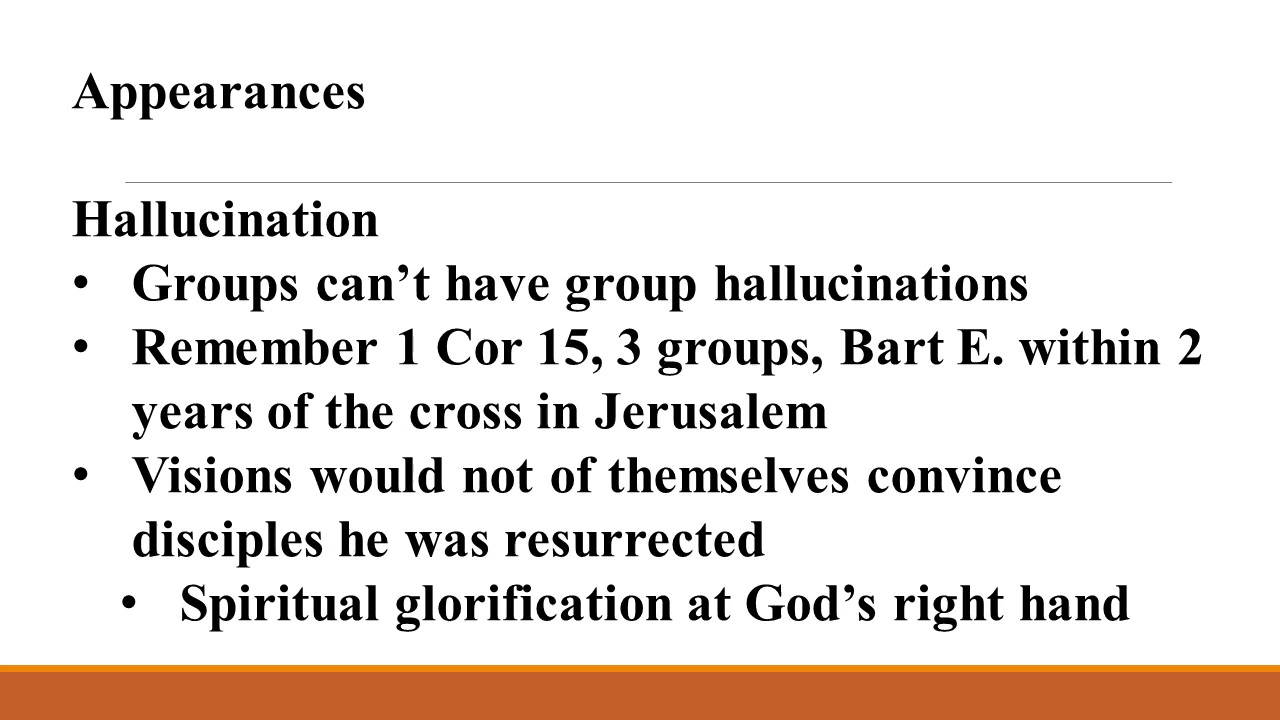 Appearances
Hallucination
• Groups can’t have group hallucinations
• Remember 1 Cor 15, 3 groups, Bart E. within 2
years of the cross in Jerusalem
• Visions would not of themselves convince
disciples he was resurrected
• Spiritual glorification at God’s right hand